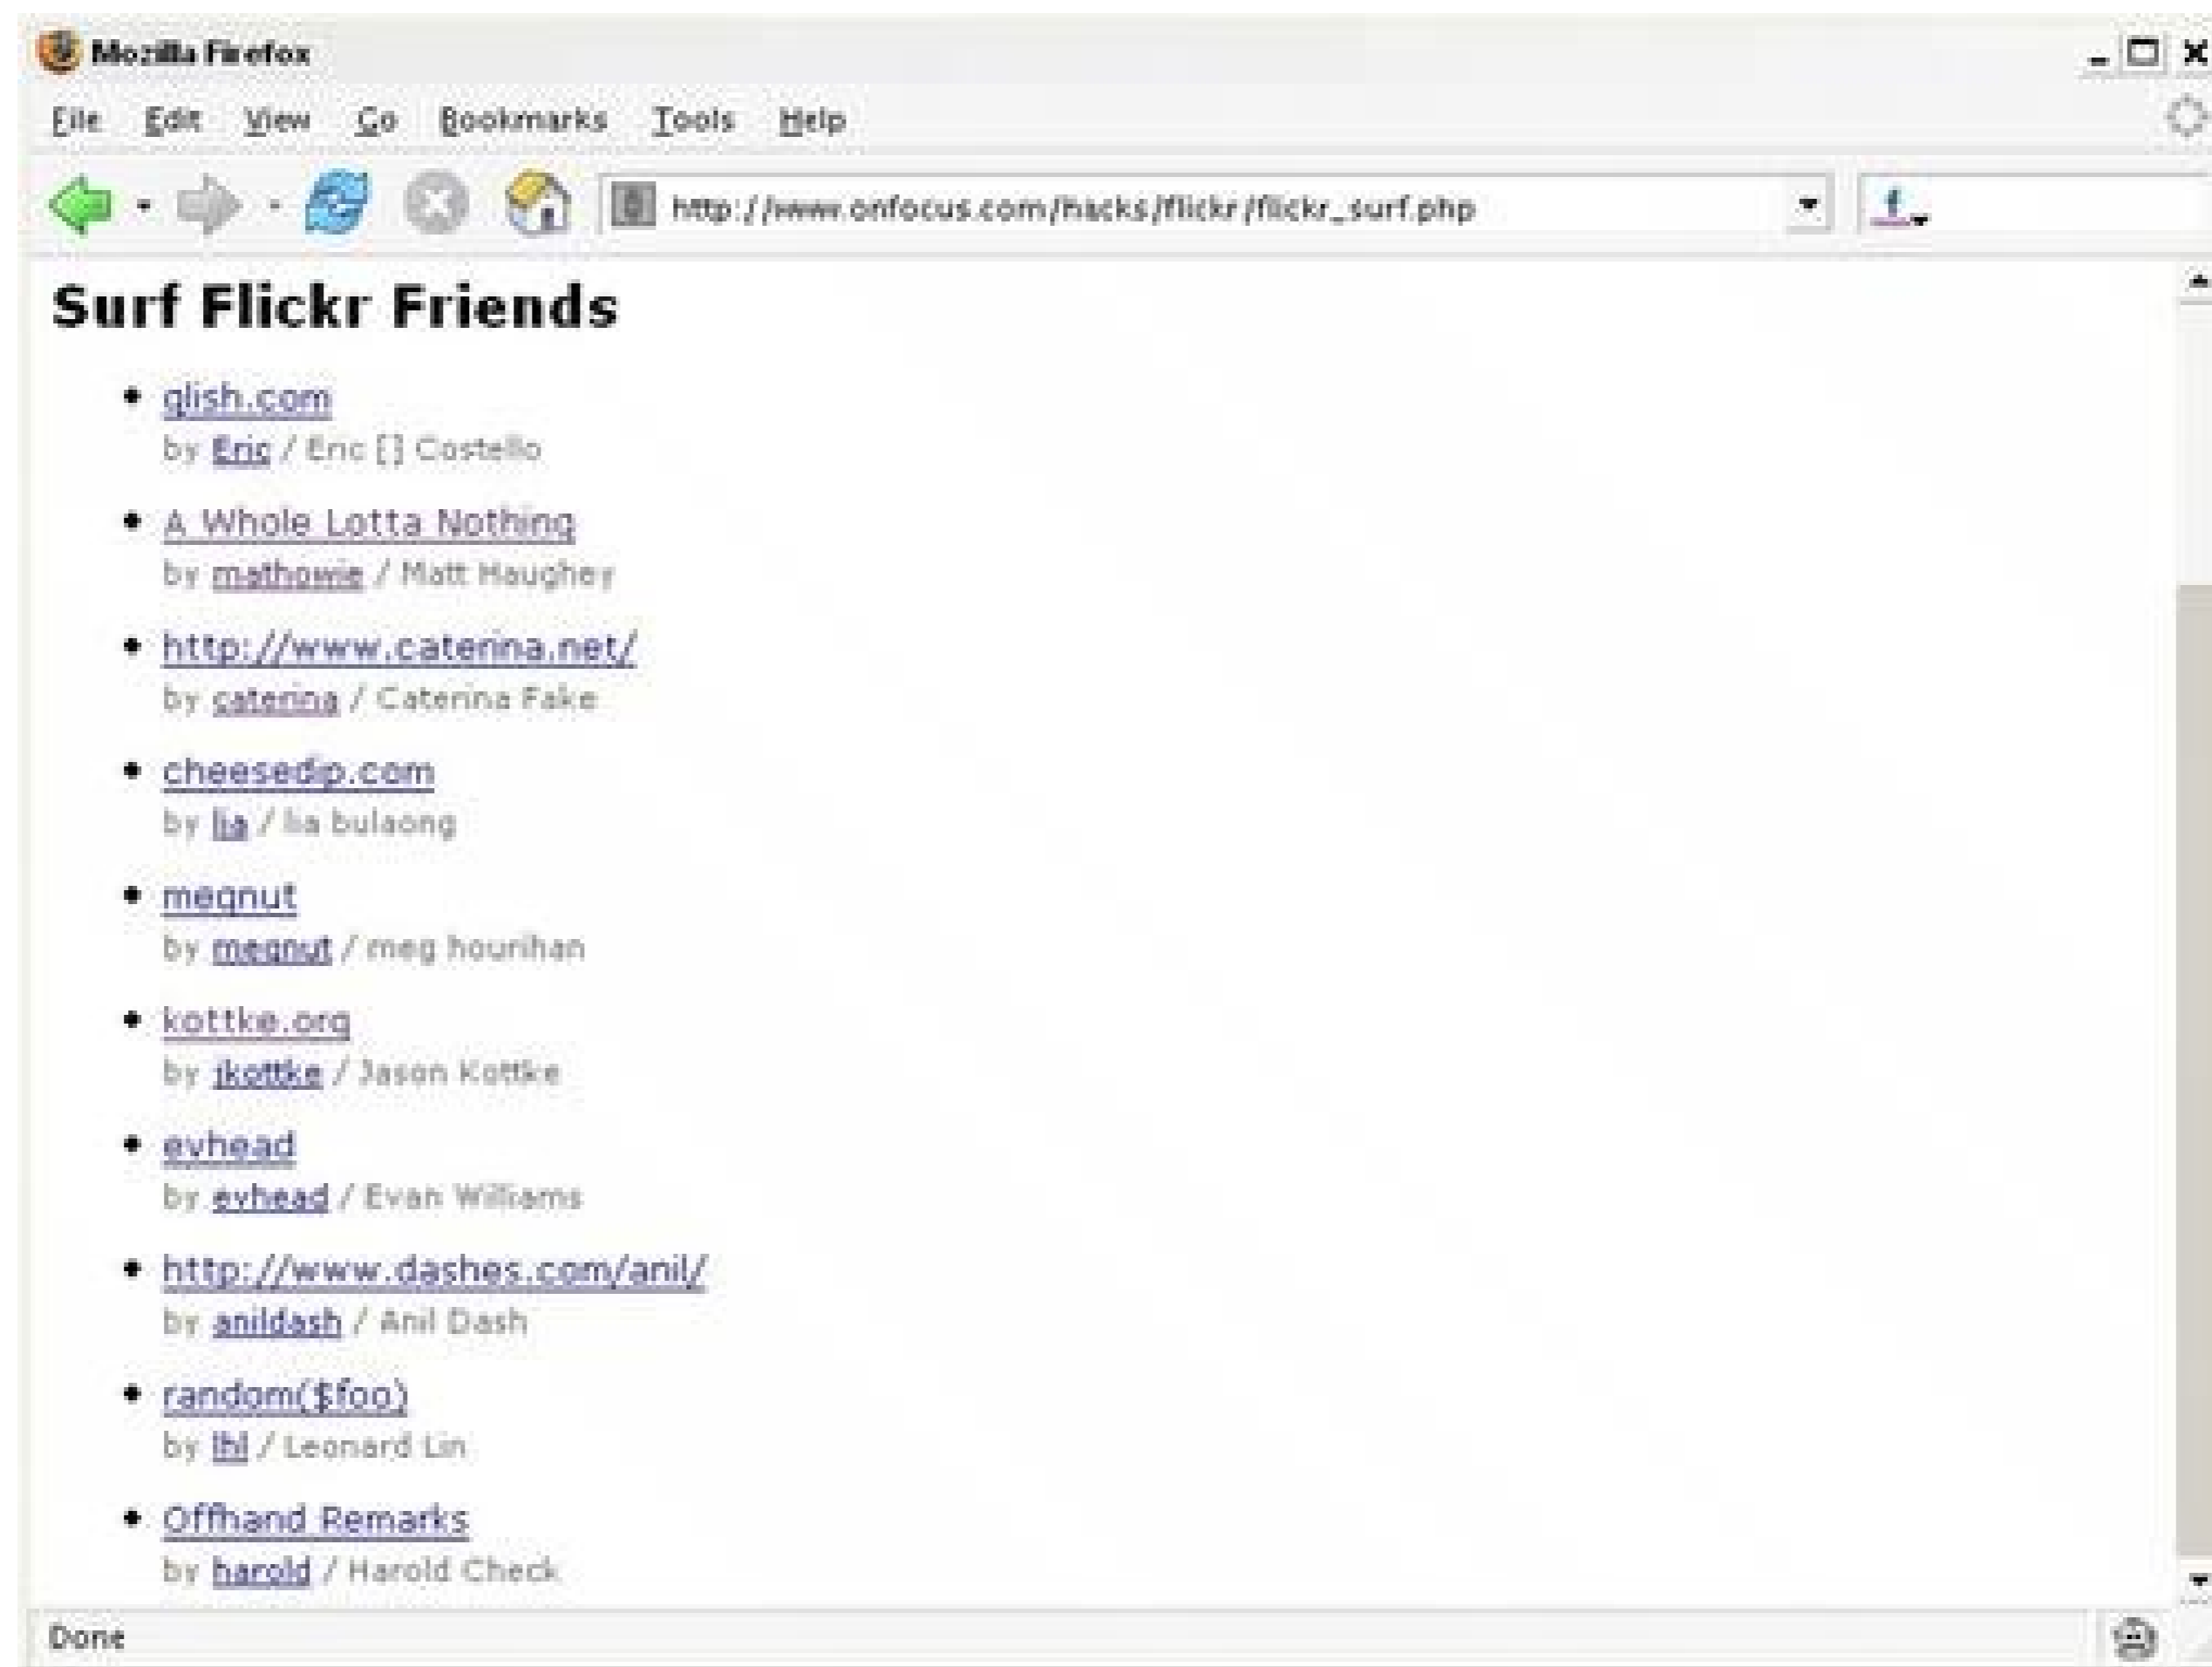 Mozilla Firefox
File Edit View Go Bookmarks Tools Help
http://www.onfocus.com/hacks/flickr/flickr_surf.php
Surf Flickr Friends
glish.com
by Eric / Eric [] Costello
A Whole Lotta Nothing
by mathowie / Matt Haughey
http://www.caterina.net/
by caterina / Caterina Fake
cheesedip.com
by lia / lia bulaong
megnut
by megnut / meg hourihan
kottke.org
by jkottke / Jason Kottke
evhead
by evhead / Evan Williams
http://www.dashes.com/anil/
by anildash / Anil Dash
random($foo)
by lhl / Leonard Lin
Offhand Remarks
by harold / Harold Check
Done